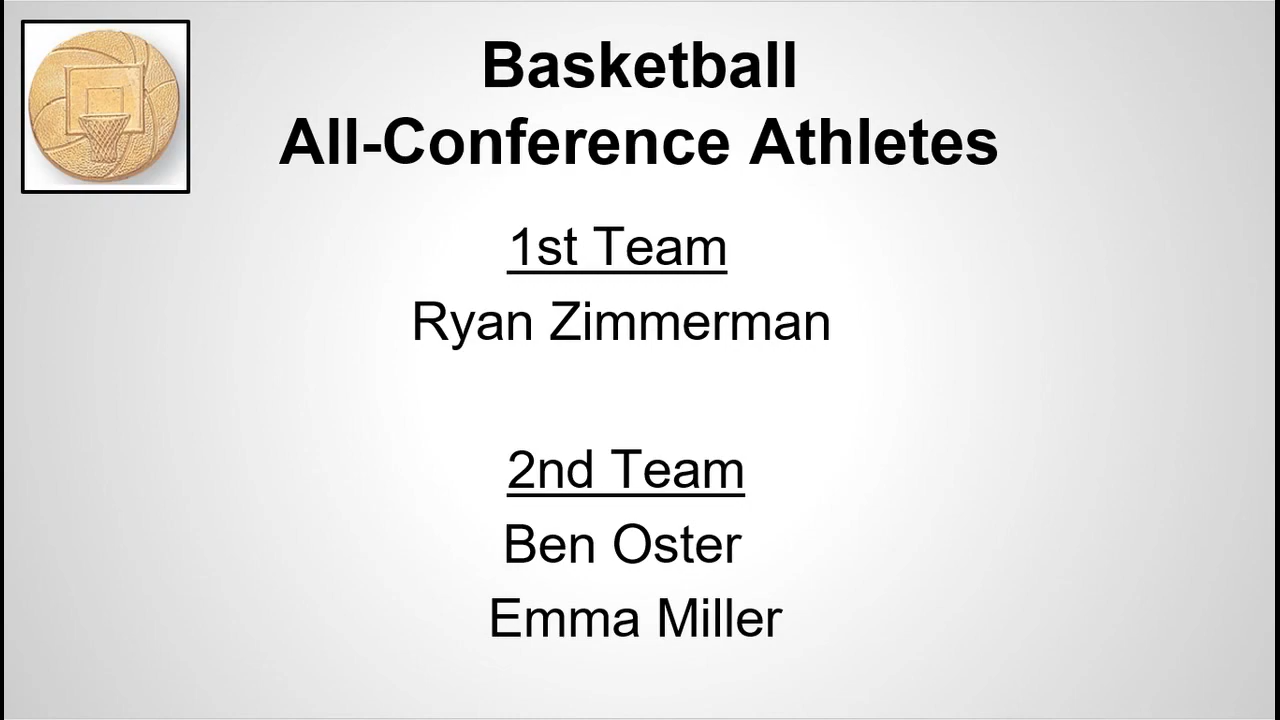 Basketball
All-Conference Athletes
1st Team
Ryan Zimmerman
2nd Team
Ben Oster
Emma Miller